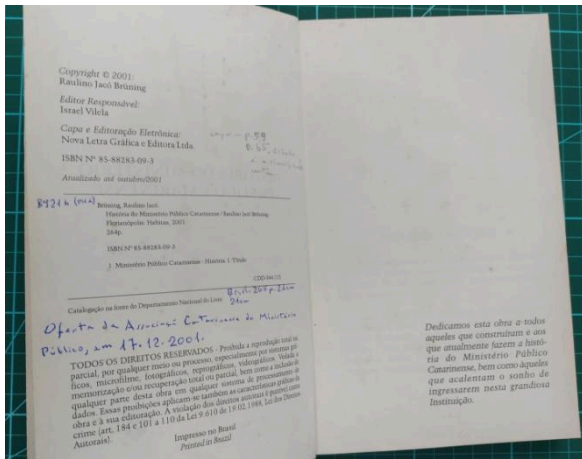 Copyright © 2001:
Raulino Jacó Brüning
Editor Responsável:
Israel Vilela
Capa e Editoração Eletrônica:
Nova Letra Gráfica e Editora Ltda.
p. 59
ISBN Nº 85-88283-09-3
Atualizado até outubro/2001
Brüning, Raulino Jacó
História do Ministério Público Catarinense / Raulino Jacó Brüning
Florianópolis: Habitus, 2001
264p.
ISBN Nº 85-88283-09-3
1. Ministério Público Catarinense - História I. Título
Catalogação na fonte do Departamento Nacional do Livro
21cm
Oferta da Associaçã Catarinense do Ministério
Público, em 17.12.2001.
TODOS OS DIREITOS RESERVADOS - Proibida a reprodução total ou
parcial, por qualquer meio ou processo, especialmente por sistemas grá-
ficos, microfilme, fotográficos, reprográficos, videográficos. Vedada a
memorização e/ou recuperação total ou parcial, bem como a inclusão de
qualquer parte desta obra em qualquer sistema de processamento de
dados. Essas proibições aplicam-se também às características gráficas da
obra e à sua editoração. A violação dos direitos autorais é punível como
crime (art. 184 e 101 a 110 da Lei 9.610 de 19.02.1988, Lei dos Direitos
Autorais).
Impresso no Brasil
Printed in Brazil
Dedicamos esta obra a todos
aqueles que construíram e aos
que atualmente fazem a histó-
ria do Ministério Público
Catarinense, bem como àqueles
que acalentam o sonho de
ingressarem nesta grandiosa
Instituição.